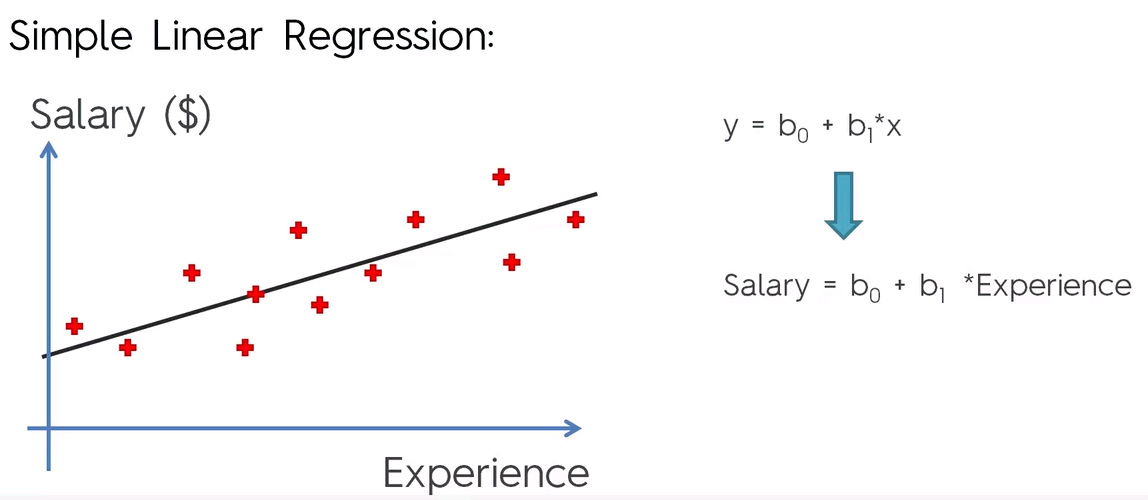 Simple Linear Regression:
Salary ($)
y = b₀ + b₁*x
Salary = b₀ + b₁ *Experience
Experience